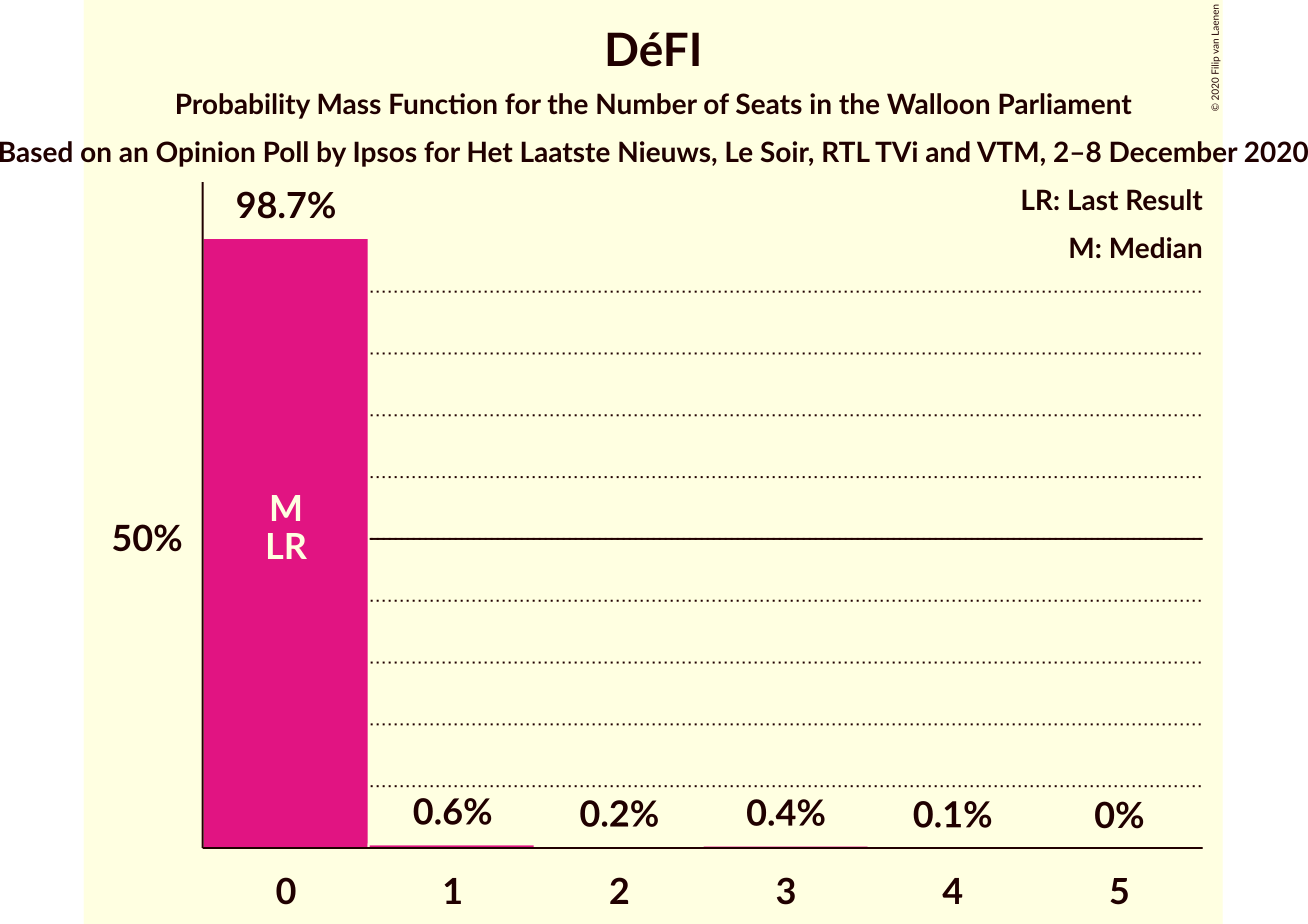 DéFI
Probability Mass Function for the Number of Seats in the Walloon Parliament
Based on an Opinion Poll by Ipsos for Het Laatste Nieuws, Le Soir, RTL TVi and VTM, 2–8 December 2020
© 2020 Filip van Laenen
LR: Last Result
M: Median
98.7%
M
LR
50%
0.6%
0.2%
0.4%
0.1%
0%
0
1
2
3
4
5